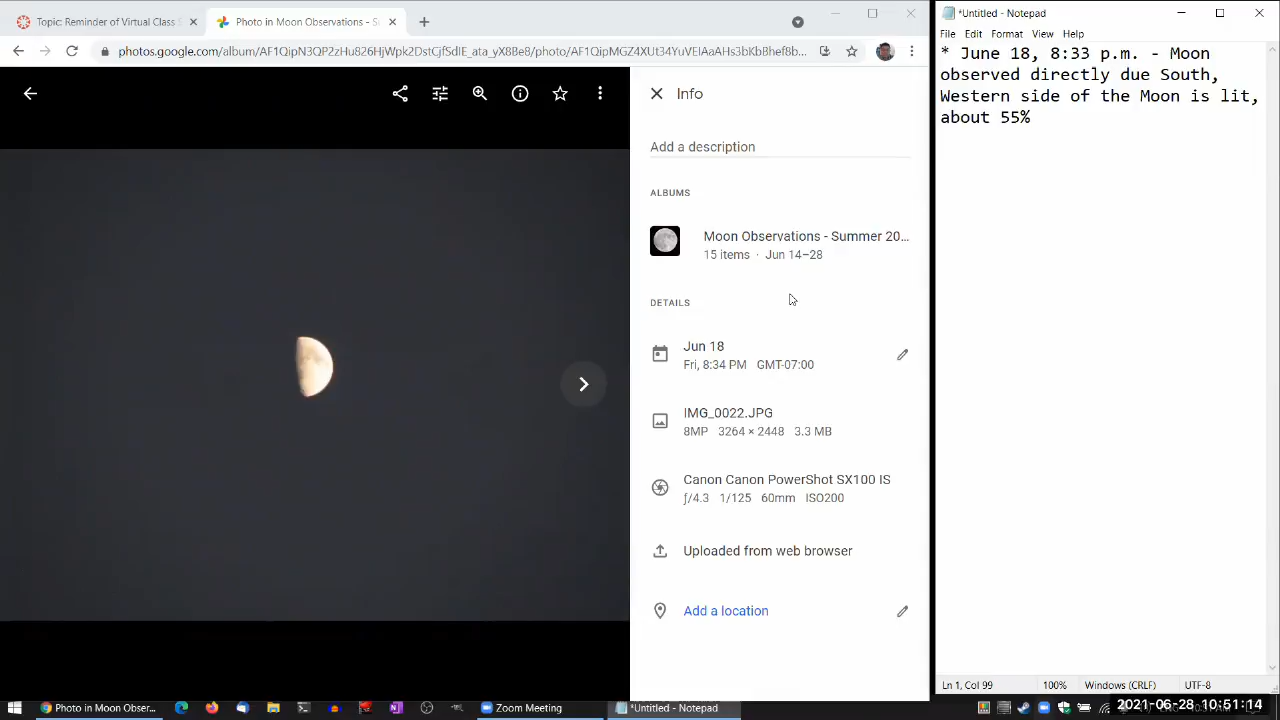 Topic: Reminder of Virtual Class S
Photo in Moon Observations - Su
photos.google.com/album/AF1QipN3QP2zHu826HjWpk2DstGfSdIE_ata_yX88e8/photo/AF1QipMGZ4XUt34YuVEIAaAHs3bKbBhef8b...
Info
Add a description
ALBUMS
Moon Observations - Summer 20...
15 items · Jun 14–28
DETAILS
Jun 18
Fri, 8:34 PM GMT-07:00
IMG_0022.JPG
8MP 3264 × 2448 3.3 MB
Canon Canon PowerShot SX100 IS
ƒ/4.3 1/125 60mm ISO200
Uploaded from web browser
Add a location
*Untitled - Notepad
File Edit Format View Help
* June 18, 8:33 p.m. - Moon
observed directly due South,
Western side of the Moon is lit,
about 55%
Ln 1, Col 99 100% Windows (CRLF) UTF-8
Photo in Moon Obser... Zoom Meeting *Untitled - Notepad 2021-06-28 10:51:14